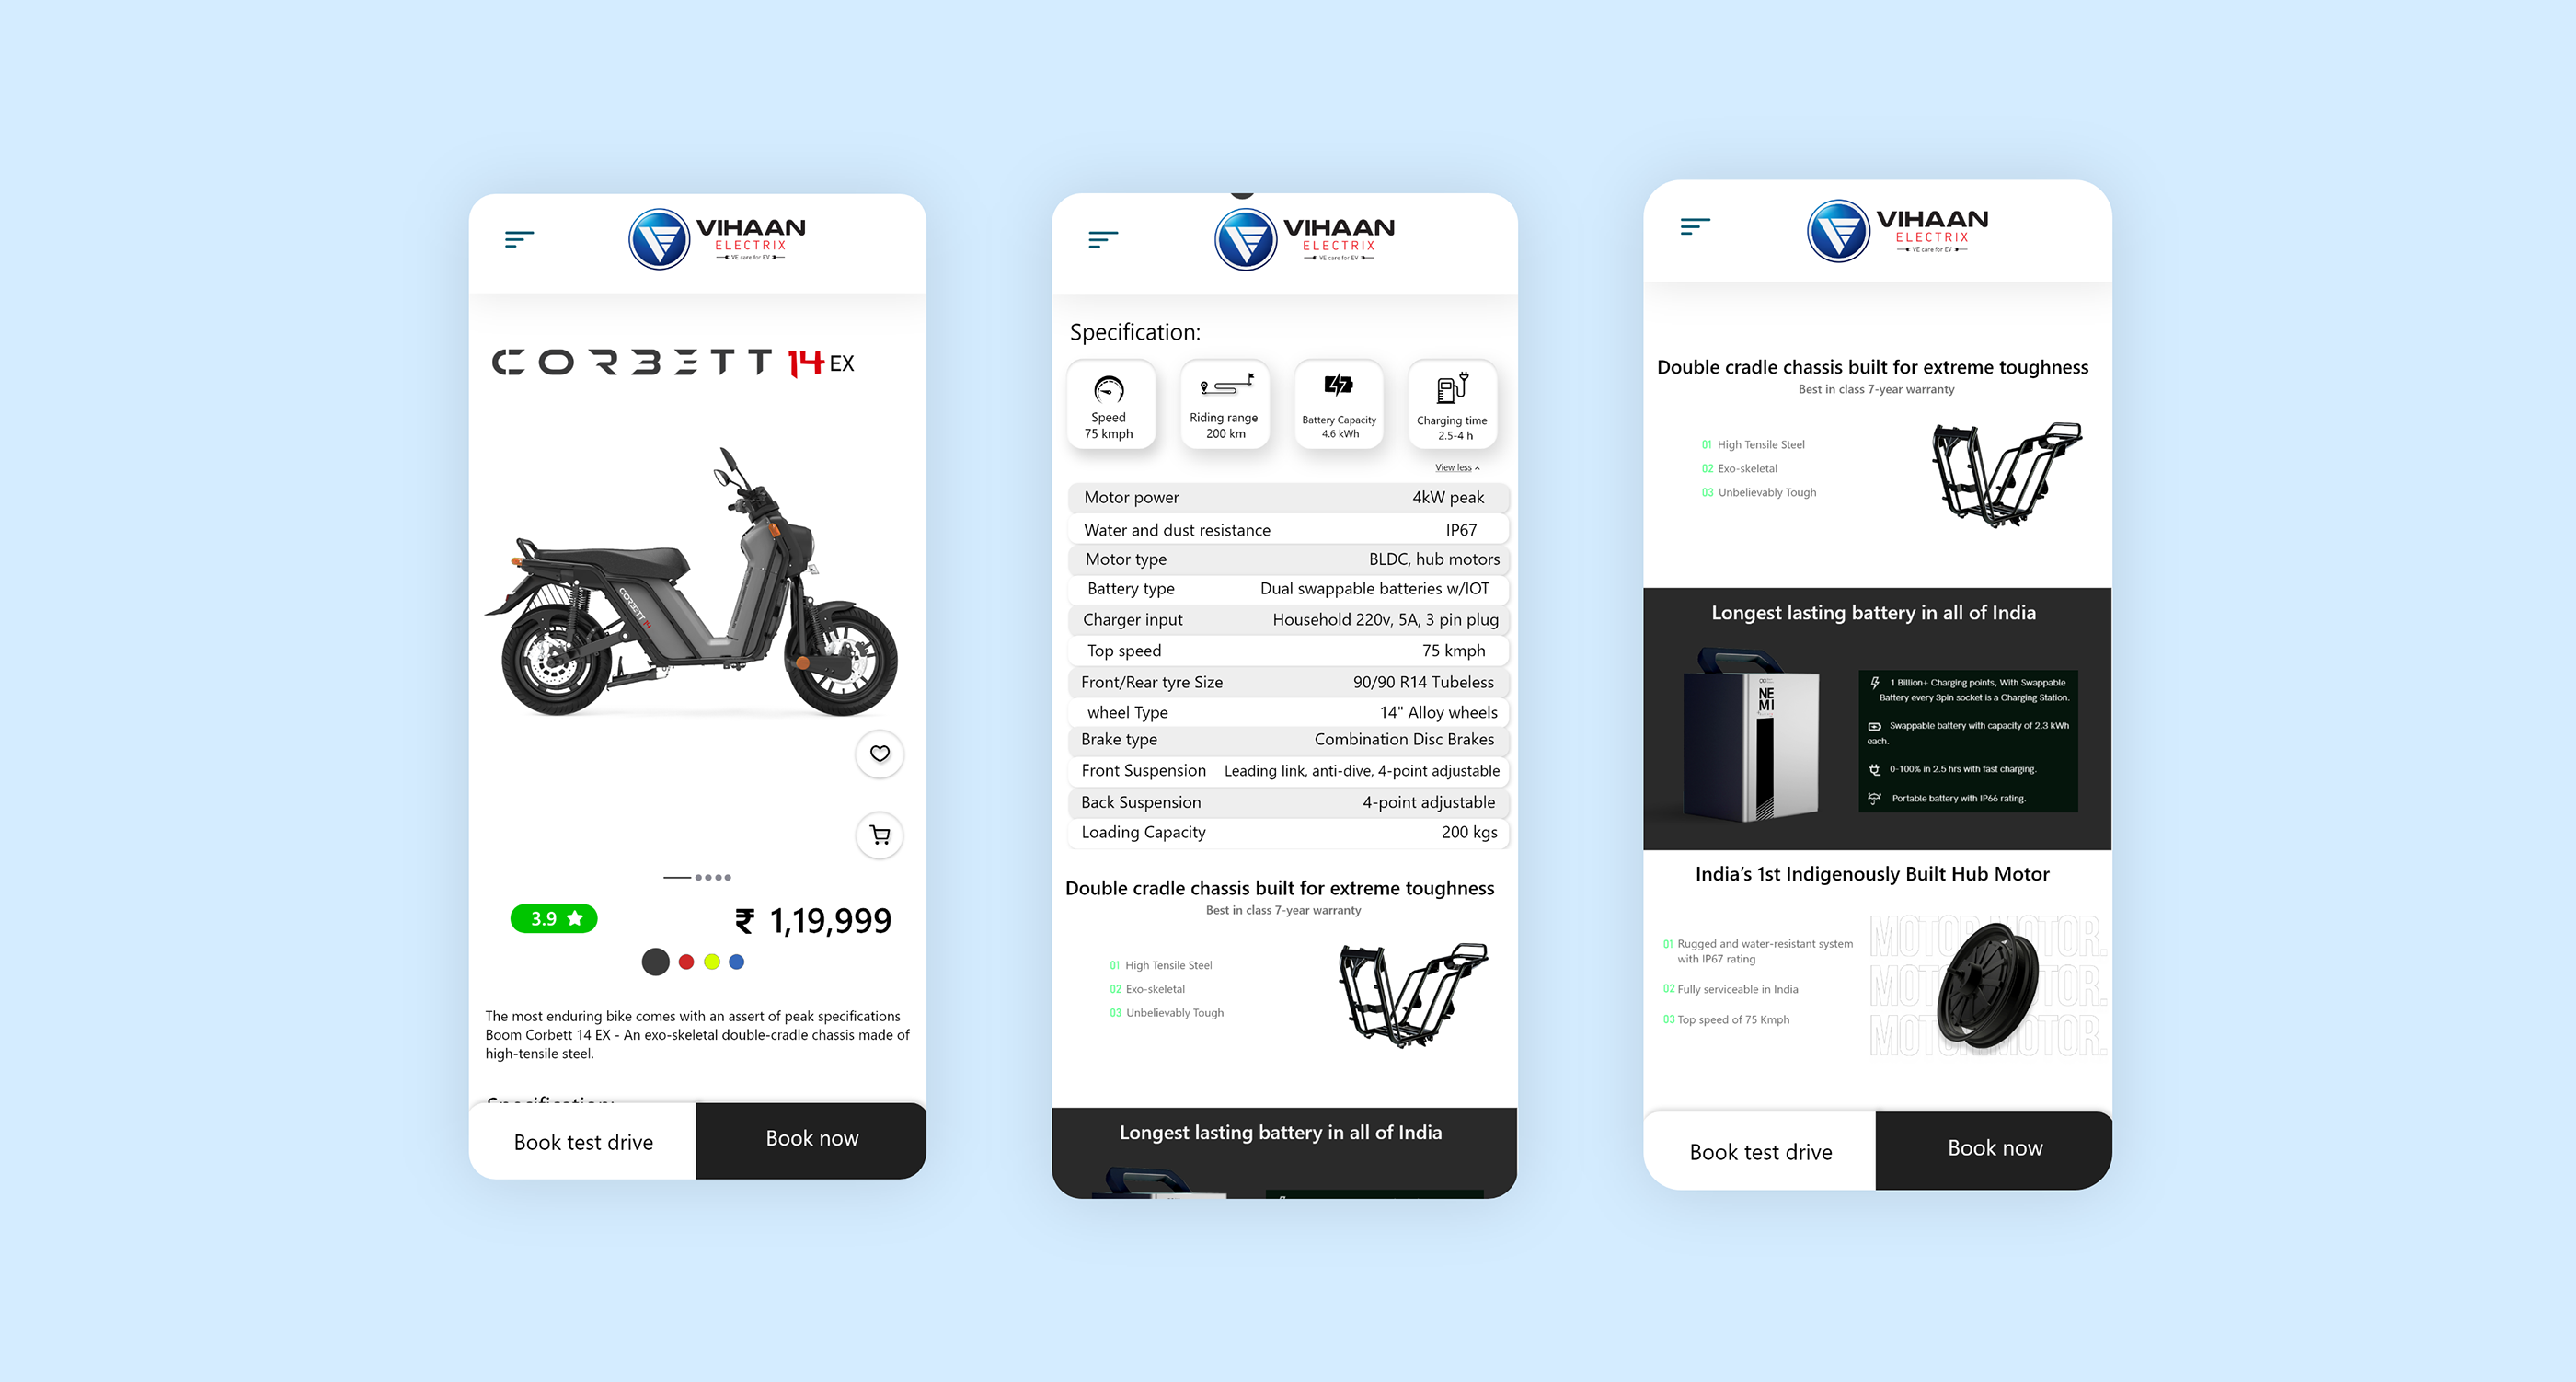 VIHAAN
ELECTRIX
VE care for EV
CORBETT 14 EX
CORBETT 14
3.9
₹ 1,19,999
The most enduring bike comes with an assert of peak specifications
Boom Corbett 14 EX - An exo-skeletal double-cradle chassis made of
high-tensile steel.
Specification:
Book test drive
Book now
VIHAAN
ELECTRIX
VE care for EV
Specification:
Speed
75 kmph
Riding range
200 km
Battery Capacity
4.6 kWh
Charging time
2.5-4 h
View less
Motor power 4kW peak
Water and dust resistance IP67
Motor type BLDC, hub motors
Battery type Dual swappable batteries w/IOT
Charger input Household 220v, 5A, 3 pin plug
Top speed 75 kmph
Front/Rear tyre Size 90/90 R14 Tubeless
wheel Type 14" Alloy wheels
Brake type Combination Disc Brakes
Front Suspension Leading link, anti-dive, 4-point adjustable
Back Suspension 4-point adjustable
Loading Capacity 200 kgs
Double cradle chassis built for extreme toughness
Best in class 7-year warranty
01 High Tensile Steel
02 Exo-skeletal
03 Unbelievably Tough
Longest lasting battery in all of India
VIHAAN
ELECTRIX
VE care for EV
Double cradle chassis built for extreme toughness
Best in class 7-year warranty
01 High Tensile Steel
02 Exo-skeletal
03 Unbelievably Tough
Longest lasting battery in all of India
NE
MI
1 Billion+ Charging points, With Swappable
Battery every 3pin socket is a Charging Station.
Swappable battery with capacity of 2.3 kWh
each.
0-100% in 2.5 hrs with fast charging.
Portable battery with IP66 rating.
India's 1st Indigenously Built Hub Motor
01 Rugged and water-resistant system
with IP67 rating
02 Fully serviceable in India
03 Top speed of 75 Kmph
MOTOR.MOTOR.
MOTOR.MOTOR.
MOTOR.MOTOR.
Book test drive
Book now